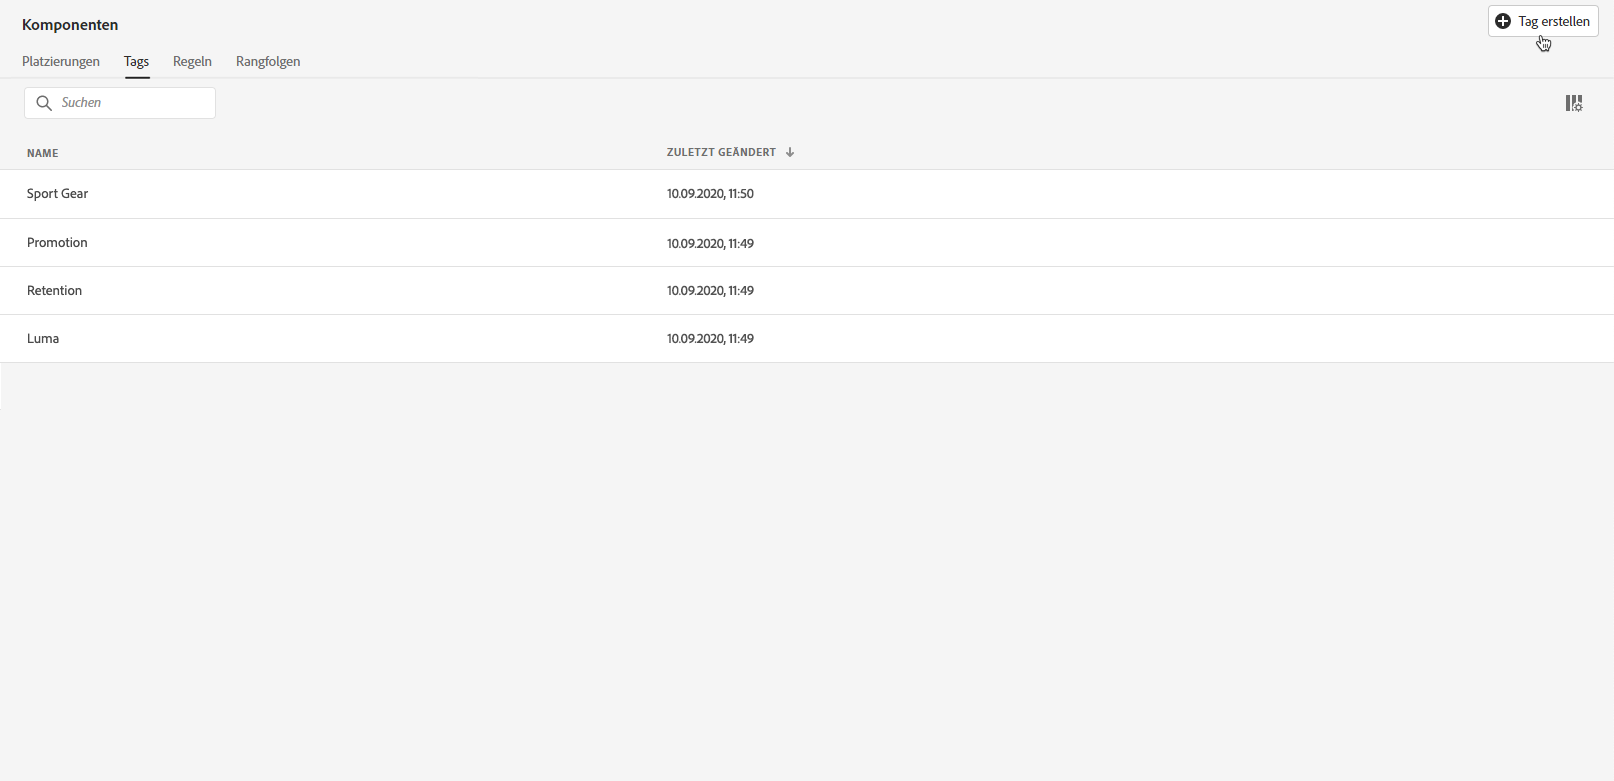 Komponenten
Tag erstellen
Platzierungen Tags Regeln Rangfolgen
Suchen
NAME ZULETZT GEÄNDERT
Sport Gear 10.09.2020, 11:50
Promotion 10.09.2020, 11:49
Retention 10.09.2020, 11:49
Luma 10.09.2020, 11:49